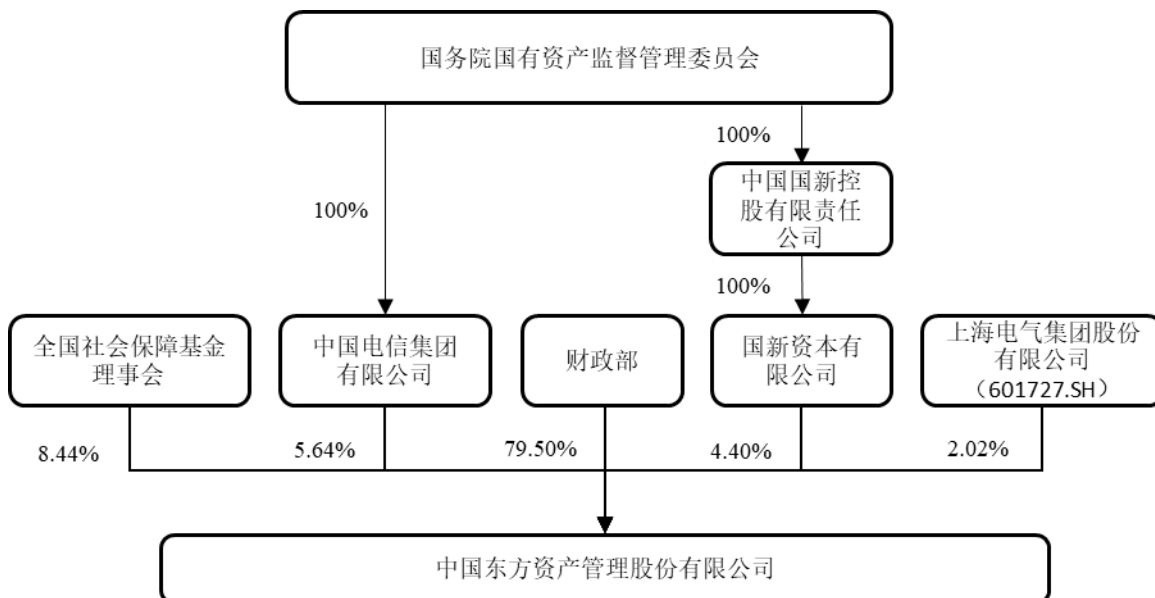 国务院国有资产监督管理委员会
100%
中国国新控
股有限责任
公司
100%
100%
全国社会保障基金
理事会
中国电信集团
有限公司
财政部
国新资本有
限公司
上海电气集团股份
有限公司
（601727.SH）
8.44%
5.64%
79.50%
4.40%
2.02%
中国东方资产管理股份有限公司